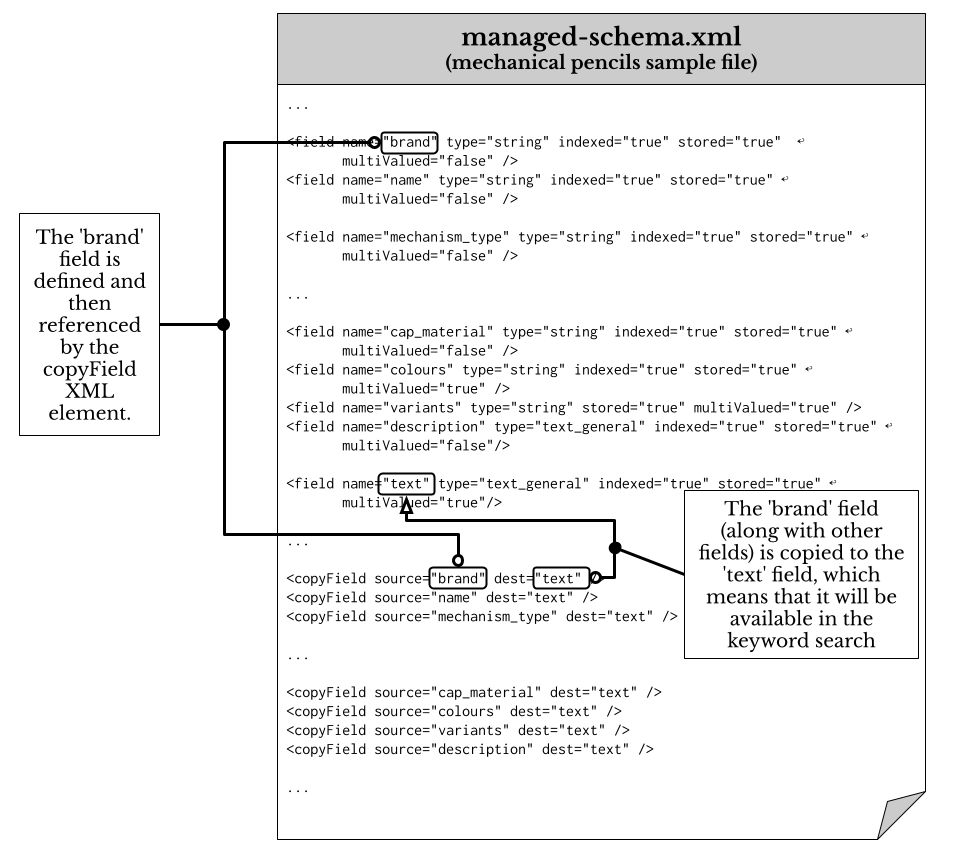 managed-schema.xml
(mechanical pencils sample file)
...
<field name="brand" type="string" indexed="true" stored="true" ↵
multiValued="false" />
<field name="name" type="string" indexed="true" stored="true" ↵
multiValued="false" />
<field name="mechanism_type" type="string" indexed="true" stored="true" ↵
multiValued="false" />
...
<field name="cap_material" type="string" indexed="true" stored="true" ↵
multiValued="false" />
<field name="colours" type="string" indexed="true" stored="true" ↵
multiValued="true" />
<field name="variants" type="string" stored="true" multiValued="true" />
<field name="description" type="text_general" indexed="true" stored="true" ↵
multiValued="false"/>
<field name="text" type="text_general" indexed="true" stored="true" ↵
multiValued="true"/>
...
<copyField source="brand" dest="text" />
<copyField source="name" dest="text" />
<copyField source="mechanism_type" dest="text" />
...
<copyField source="cap_material" dest="text" />
<copyField source="colours" dest="text" />
<copyField source="variants" dest="text" />
<copyField source="description" dest="text" />
...
The 'brand'
field is
defined and
then
referenced
by the
copyField
XML
element.
The 'brand' field
(along with other
fields) is copied to the
'text' field, which
means that it will be
available in the
keyword search